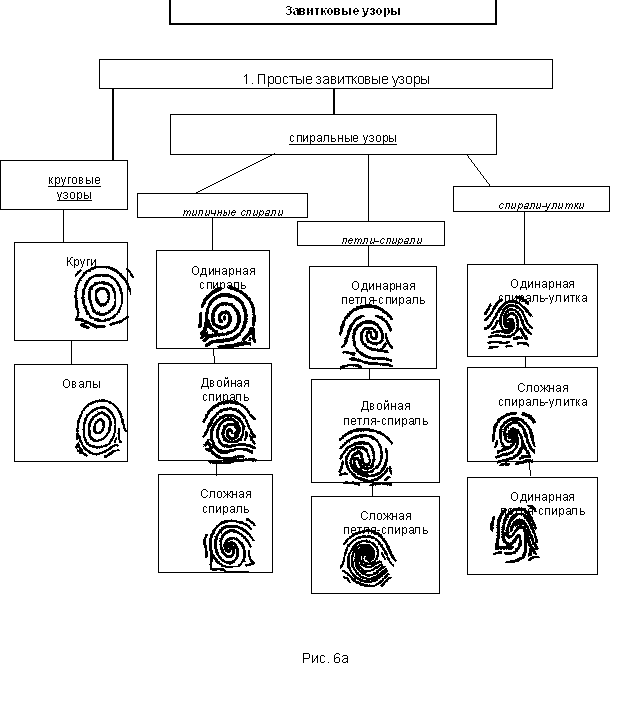 Завитковые узоры
1. Простые завитковые узоры
спиральные узоры
круговые
узоры
типичные спирали
петли-спирали
спирали-улитки
Круги
Овалы
Одинарная
спираль
Двойная
спираль
Сложная
спираль
Одинарная
петля-спираль
Двойная
петля-спираль
Сложная
петля-спираль
Одинарная
спираль-улитка
Сложная
спираль-улитка
Одинарная
петля-спираль
Рис. 6а